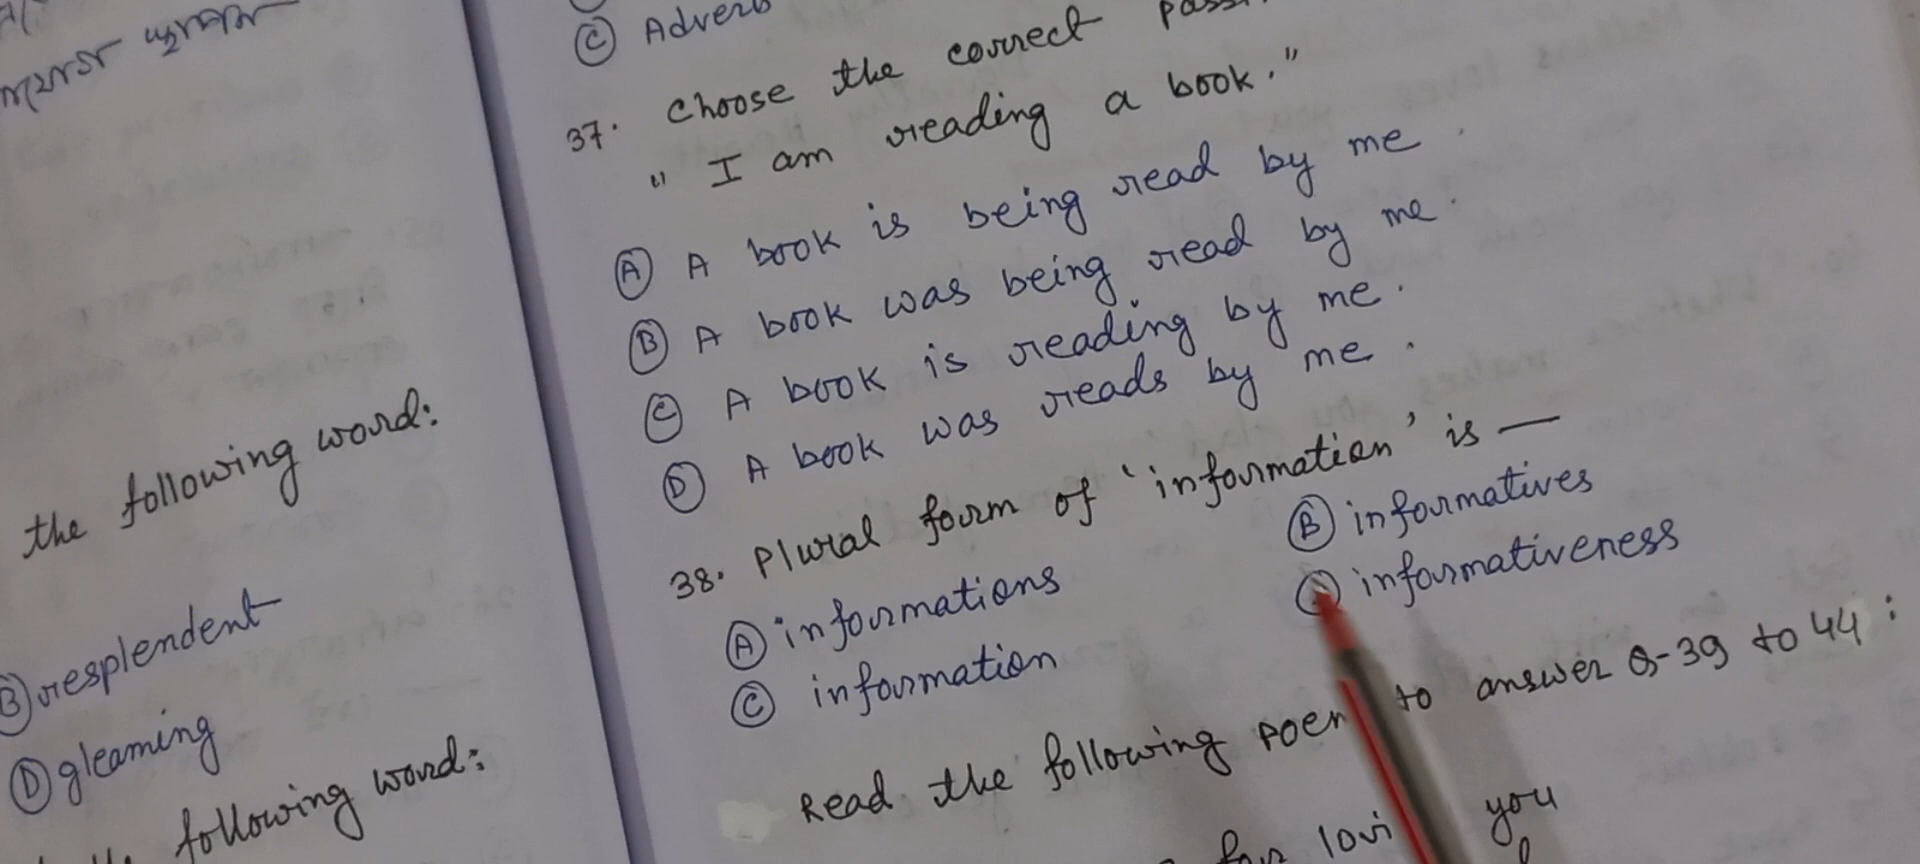 the following word:
(B) resplendent
(D) gleaming
following word:
(C) Adverb
37. Choose the correct
" I am reading a book."
(A) A book is being read by me.
(B) A book was being read by me.
(C) A book is reading by me.
(D) A book was reads by me.
38. Plural form of 'information' is —
(A) informations (B) informatives
(C) information informativeness
Read the following to answer Q-39 to 44:
you